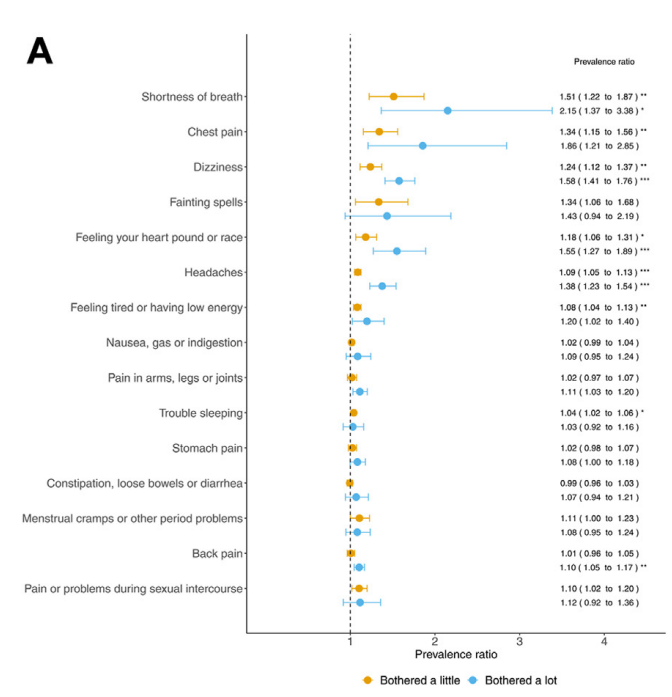 A
Prevalence ratio
Shortness of breath
1.51 ( 1.22 to 1.87 ) **
2.15 ( 1.37 to 3.38 ) *
Chest pain
1.34 ( 1.15 to 1.56 ) **
1.86 ( 1.21 to 2.85 )
Dizziness
1.24 ( 1.12 to 1.37 ) **
1.58 ( 1.41 to 1.76 ) ***
Fainting spells
1.34 ( 1.06 to 1.68 )
1.43 ( 0.94 to 2.19 )
Feeling your heart pound or race
1.18 ( 1.06 to 1.31 ) *
1.55 ( 1.27 to 1.89 ) ***
Headaches
1.09 ( 1.05 to 1.13 ) ***
1.38 ( 1.23 to 1.54 ) ***
Feeling tired or having low energy
1.08 ( 1.04 to 1.13 ) **
1.20 ( 1.02 to 1.40 )
Nausea, gas or indigestion
1.02 ( 0.99 to 1.04 )
1.09 ( 0.95 to 1.24 )
Pain in arms, legs or joints
1.02 ( 0.97 to 1.07 )
1.11 ( 1.03 to 1.20 )
Trouble sleeping
1.04 ( 1.02 to 1.06 ) *
1.03 ( 0.92 to 1.16 )
Stomach pain
1.02 ( 0.98 to 1.07 )
1.08 ( 1.00 to 1.18 )
Constipation, loose bowels or diarrhea
0.99 ( 0.96 to 1.03 )
1.07 ( 0.94 to 1.21 )
Menstrual cramps or other period problems
1.11 ( 1.00 to 1.23 )
1.08 ( 0.95 to 1.24 )
Back pain
1.01 ( 0.96 to 1.05 )
1.10 ( 1.05 to 1.17 ) **
Pain or problems during sexual intercourse
1.10 ( 1.02 to 1.20 )
1.12 ( 0.92 to 1.36 )
1 2 3 4
Prevalence ratio
Bothered a little Bothered a lot